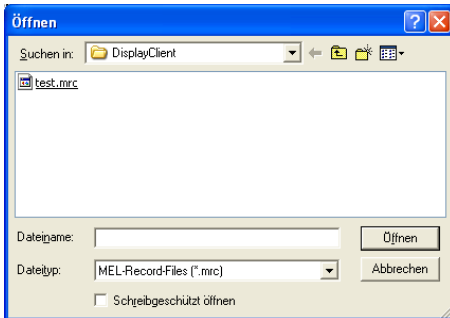 Öffnen
Suchen in: DisplayClient
test.mrc
Dateiname: Öffnen
Dateityp: MEL-Record-Files (*.mrc) Abbrechen
Schreibgeschützt öffnen